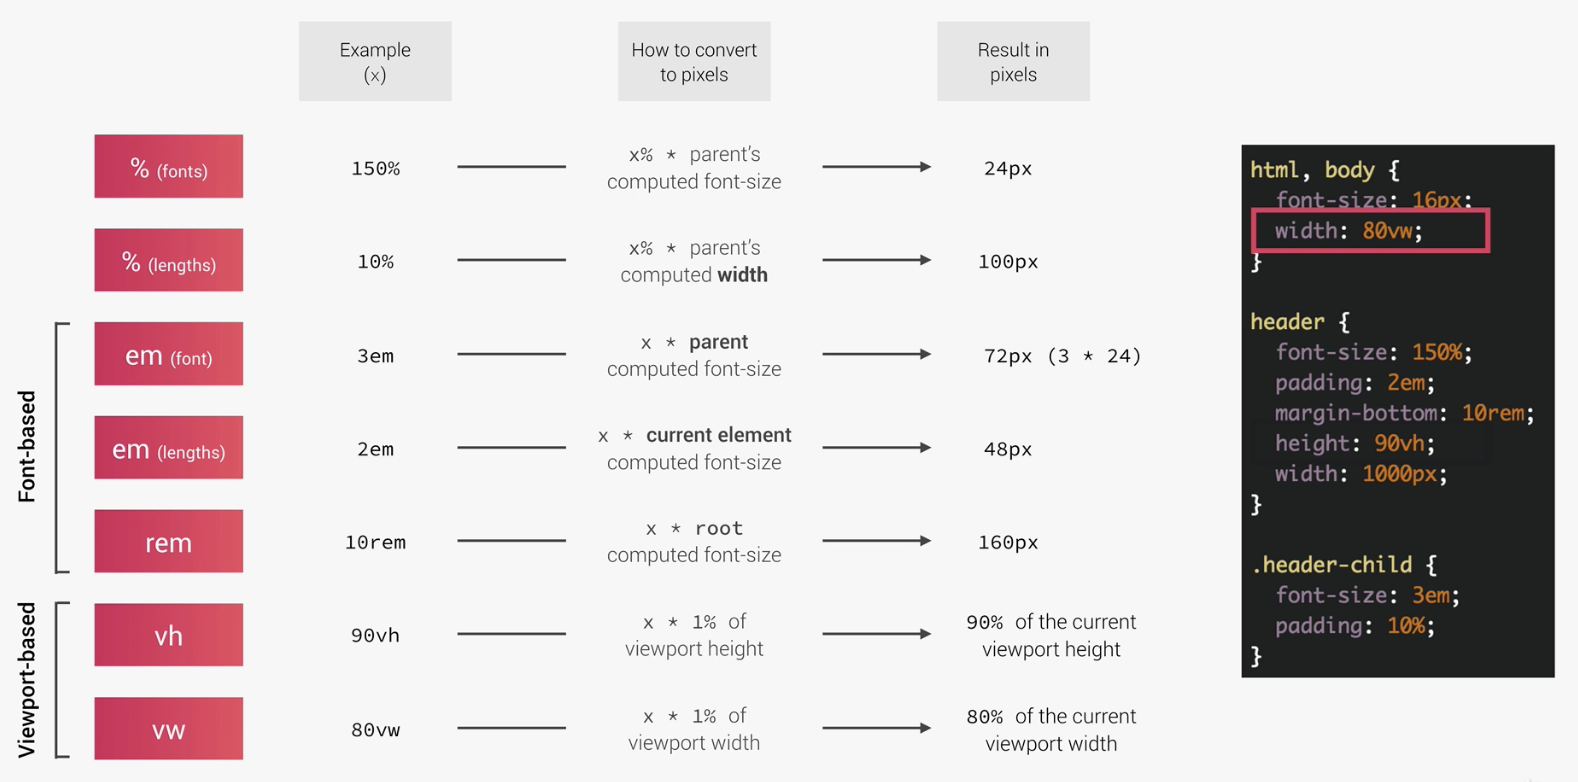 Example
(x)
How to convert
to pixels
Result in
pixels
% (fonts)
150%
x% * parent's
computed font-size
24px
% (lengths)
10%
x% * parent's
computed width
100px
Font-based
em (font)
3em
x * parent
computed font-size
72px (3 * 24)
em (lengths)
2em
x * current element
computed font-size
48px
rem
10rem
x * root
computed font-size
160px
Viewport-based
vh
90vh
x * 1% of
viewport height
90% of the current
viewport height
vw
80vw
x * 1% of
viewport width
80% of the current
viewport width
html, body {
font-size: 16px;
width: 80vw;
}
header {
font-size: 150%;
padding: 2em;
margin-bottom: 10rem;
height: 90vh;
width: 1000px;
}
.header-child {
font-size: 3em;
padding: 10%;
}